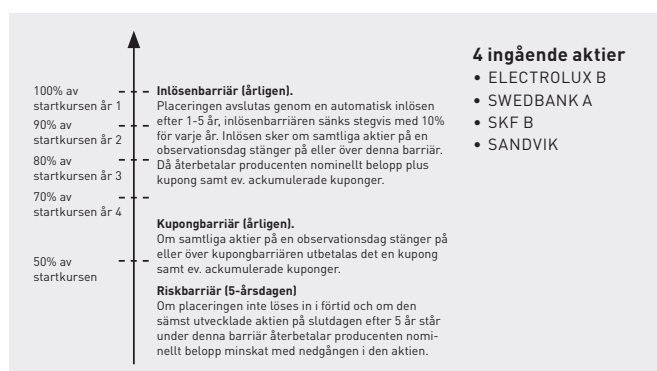 100% av
startkursen år 1
90% av
startkursen år 2
80% av
startkursen år 3
70% av
startkursen år 4
50% av
startkursen
Inlösenbarriär (årligen).
Placeringen avslutas genom en automatisk inlösen
efter 1-5 år, inlösenbarriären sänks stegvis med 10%
för varje år. Inlösen sker om samtliga aktier på en
observationsdag stänger på eller över denna barriär.
Då återbetalar producenten nominellt belopp plus
kupong samt ev. ackumulerade kuponger.
Kupongbarriär (årligen).
Om samtliga aktier på en observationsdag stänger på
eller över kupongbarriären utbetalas det en kupong
samt ev. ackumulerade kuponger.
Riskbarriär (5-årsdagen)
Om placeringen inte löses in i förtid och om den
sämst utvecklade aktien på slutdagen efter 5 år står
under denna barriär återbetalar producenten nomi-
nellt belopp minskat med nedgången i den aktien.
4 ingående aktier
• ELECTROLUX B
• SWEDBANK A
• SKF B
• SANDVIK